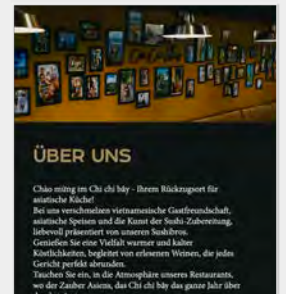 ÜBER UNS
Chào mừng im Chi chi bây - Ihrem Rückzugsort für
asiatische Küche!
Bei uns verschmelzen vietnamesische Gastfreundschaft,
asiatische Speisen und die Kunst der Sushi-Zubereitung,
liebevoll präsentiert von unseren Sushibros.
Genießen Sie eine Vielfalt warmer und kalter
Köstlichkeiten, begleitet von erlesenen Weinen, die jedes
Gericht perfekt abrunden.
Tauchen Sie ein, in die Atmosphäre unseres Restaurants,
wo der Zauber Asiens, das Chi chi bây das ganze Jahr über